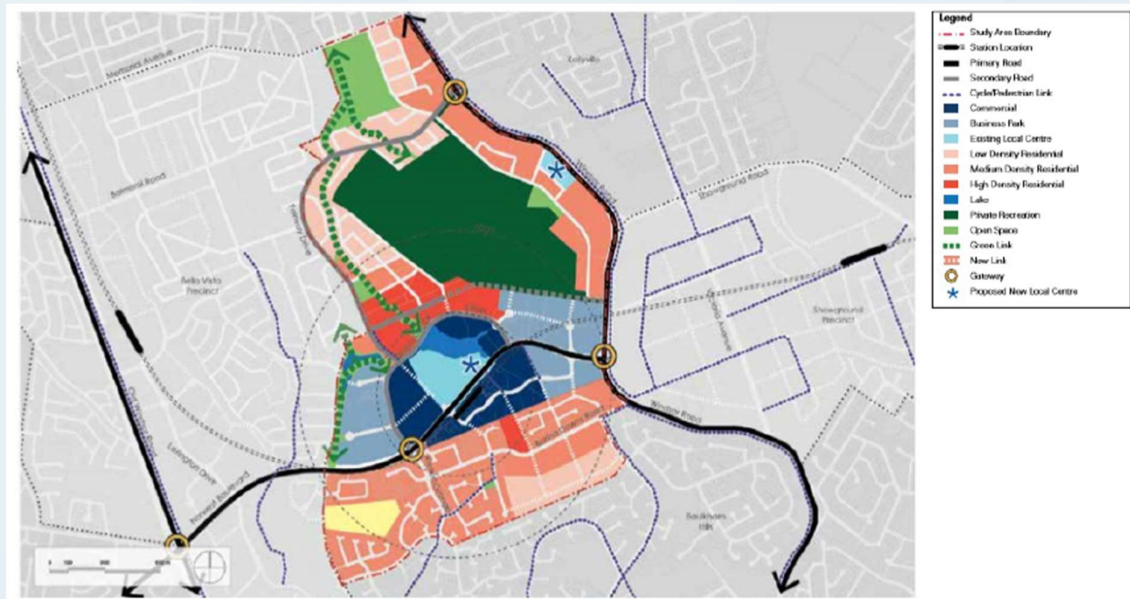 Legend
Study Area Boundary
Station Location
Primary Road
Secondary Road
Cycle/Pedestrian Link
Commercial
Business Park
Existing Local Centre
Low Density Residential
Medium Density Residential
High Density Residential
Lake
Private Recreation
Open Space
Green Link
New Link
Gateway
Proposed New Local Centre
Memorial Avenue
Kellyville
Balmoral Road
Showground Road
Fairway Drive
Bella Vista
Precinct
Showground
Precinct
Windsor Road
Lexington Drive
Norwest Boulevard
Baulkham
Hills